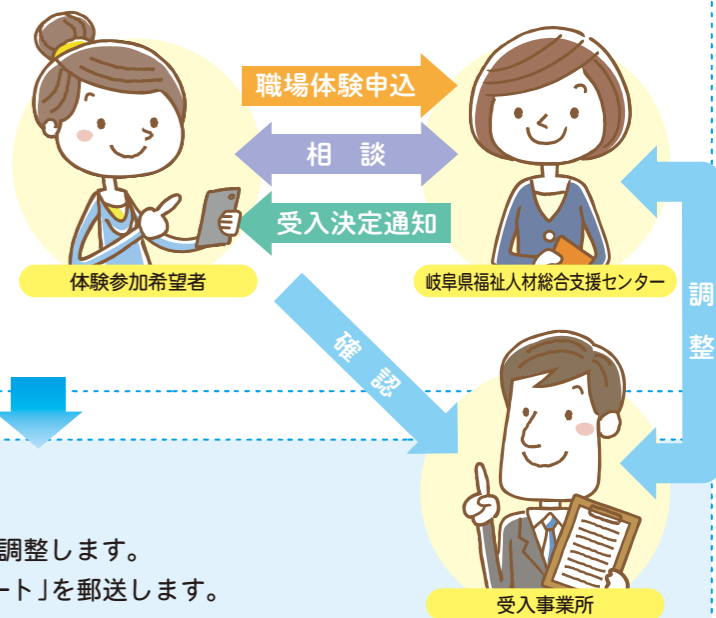 職場体験申込
相 談
受入決定通知
体験参加希望者
岐阜県福祉人材総合支援センター
調整
確認
調整します。
ート」を郵送します。
受入事業所